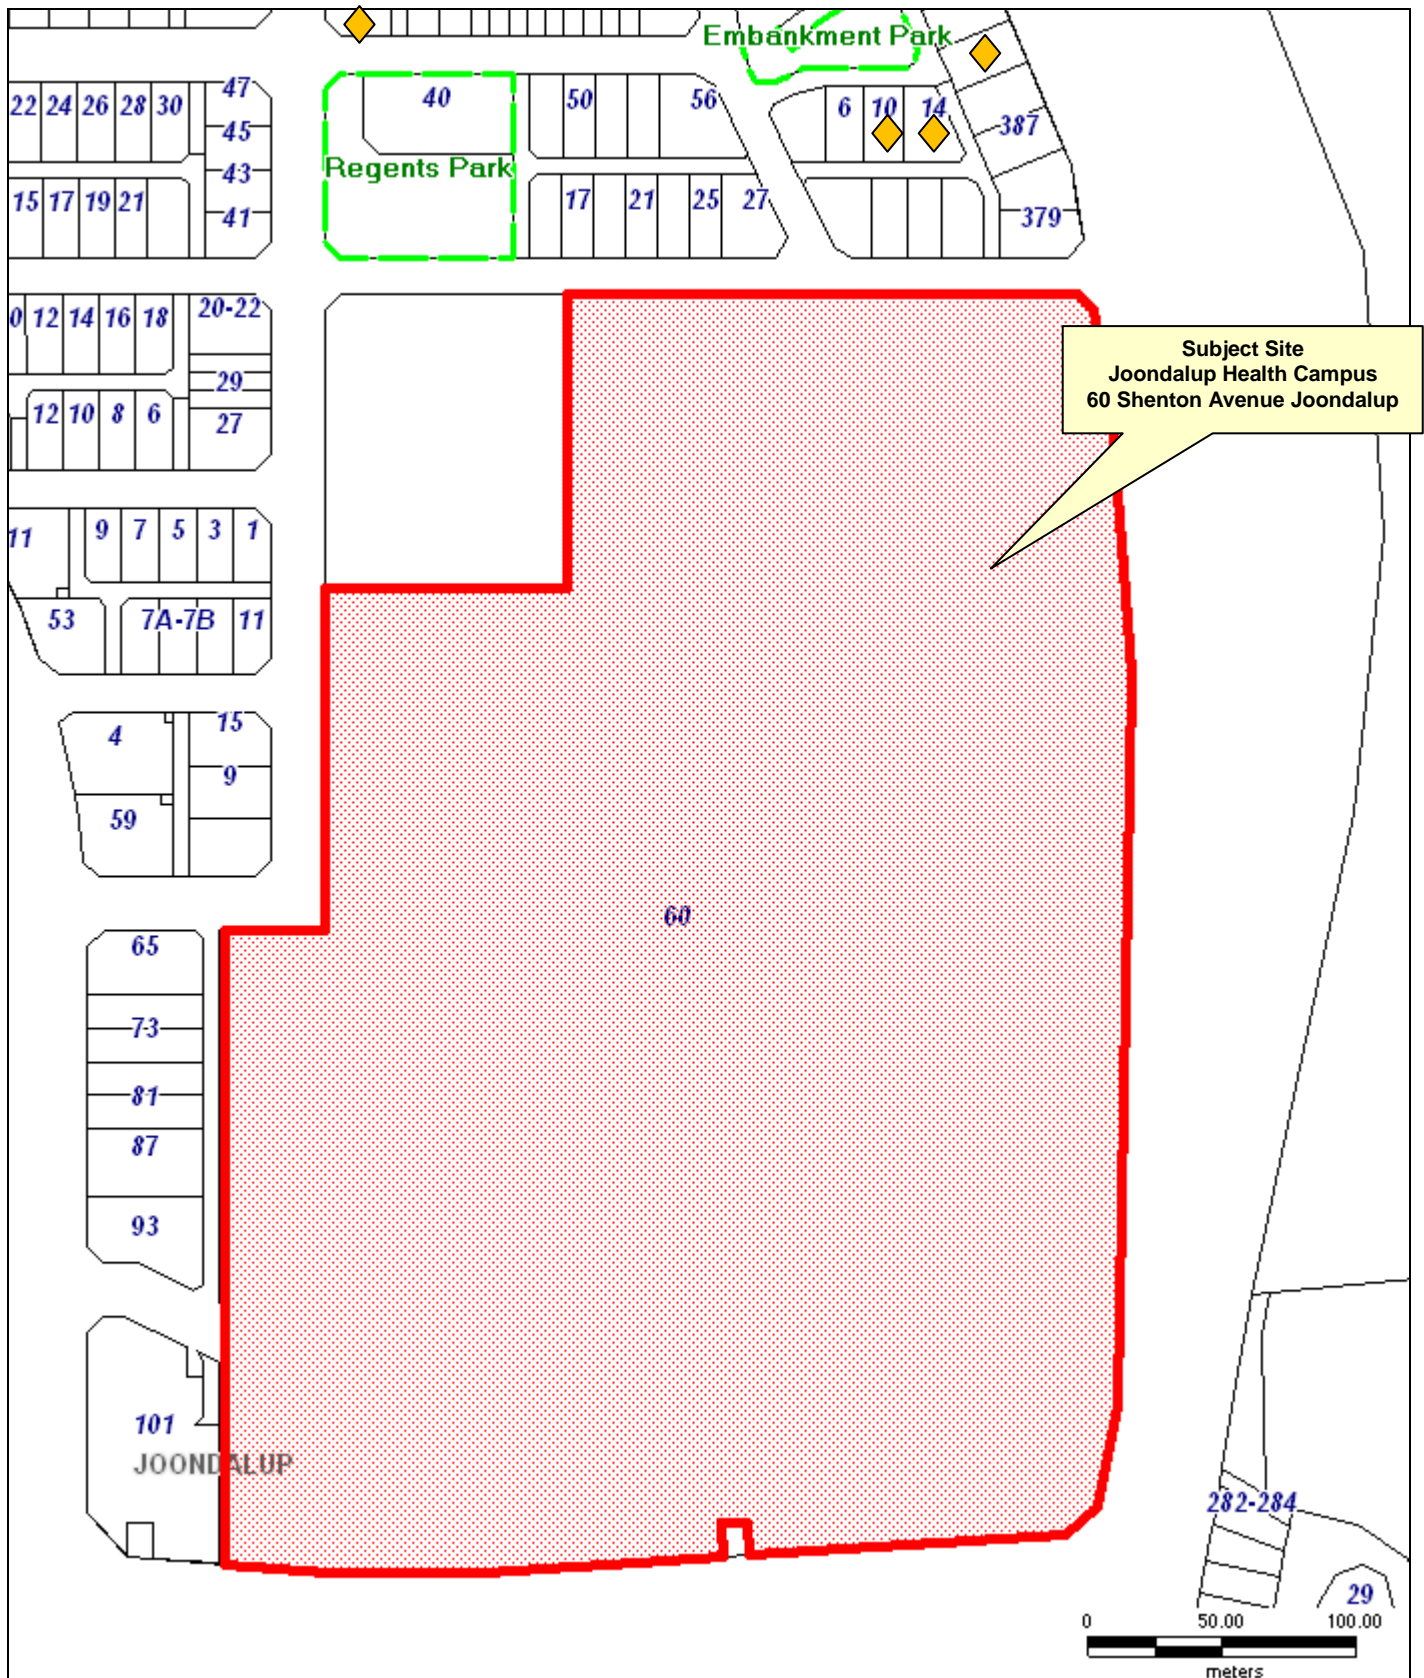 Embankment Park
47
22 24 26 28 30
40
50
56
6 10 14
45
387
43
Regents Park
15 17 19 21
41
17 21 25 27
379
20-22
0 12 14 16 18
29
12 10 8 6
27
Subject Site
Joondalup Health Campus
60 Shenton Avenue Joondalup
11
9 7 5 3 1
53
7A-7B 11
4
15
9
59
60
65
73
81
87
93
101
JOONDALUP
282-284
29
0 50.00 100.00
meters